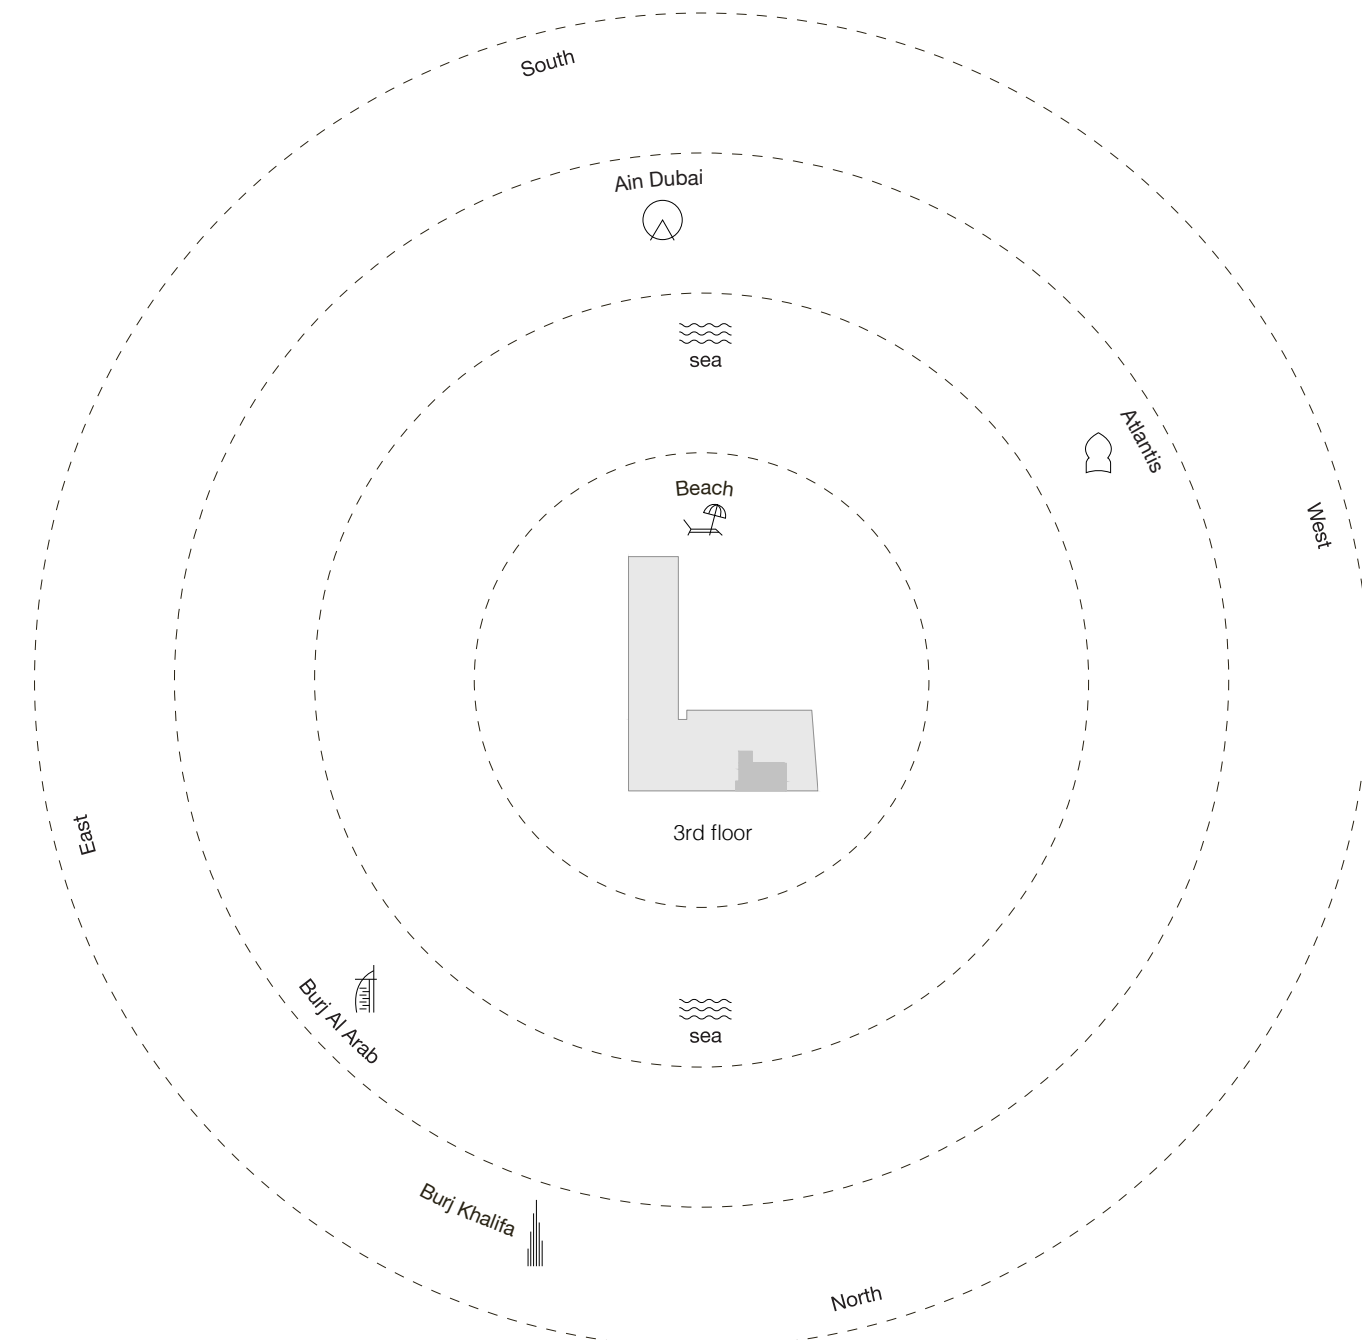 South
Ain Dubai
sea
Atlantis
Beach
West
3rd floor
East
Burj Al Arab
sea
Burj Khalifa
North